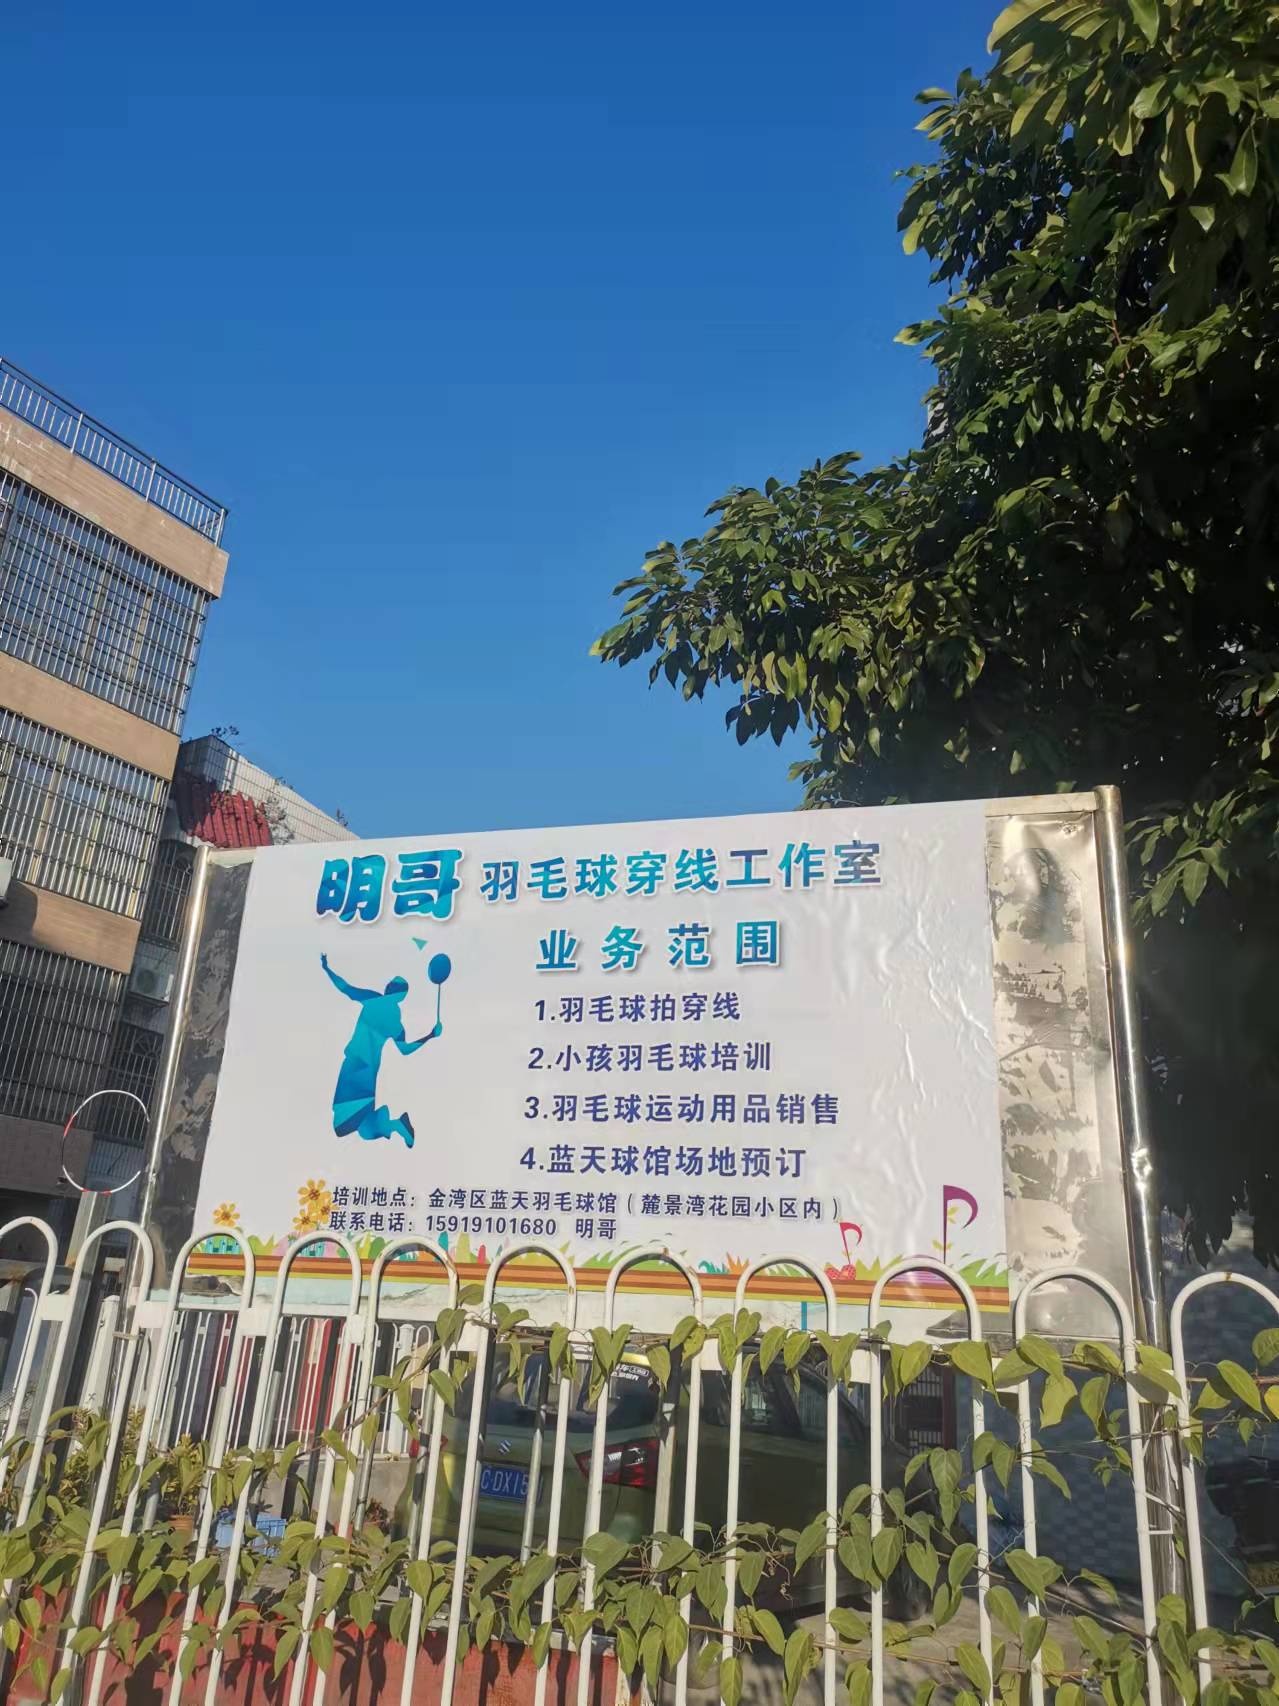 明哥 羽毛球穿线工作室
业务范围
1.羽毛球拍穿线
2.小孩羽毛球培训
3.羽毛球运动用品销售
4.蓝天球馆场地预订
培训地点：金湾区蓝天羽毛球馆（麓景湾花园小区内）
联系电话：15919101680 明哥
C·DX15